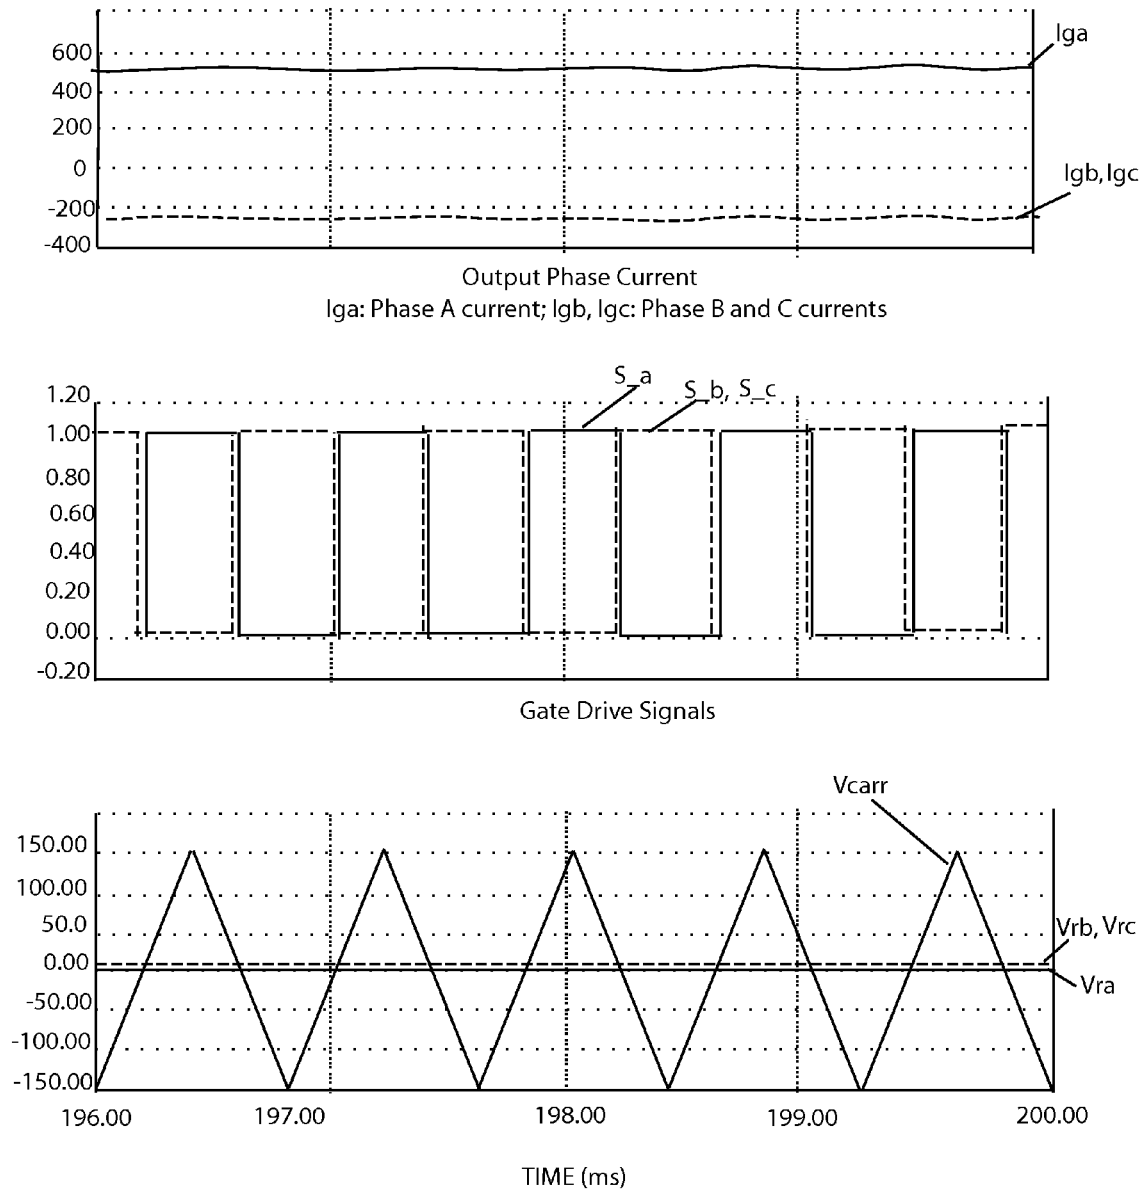 600
Iga
400
200
0
Igb, Igc
-200
-400
Output Phase Current
Iga: Phase A current; Igb, Igc: Phase B and C currents
S_a
S_b, S_c
1.20
1.00
0.80
0.60
0.40
0.20
0.00
-0.20
Gate Drive Signals
Vcarr
150.00
100.00
50.0
Vrb, Vrc
0.00
Vra
-50.00
-100.00
-150.00
196.00 197.00 198.00 199.00 200.00
TIME (ms)